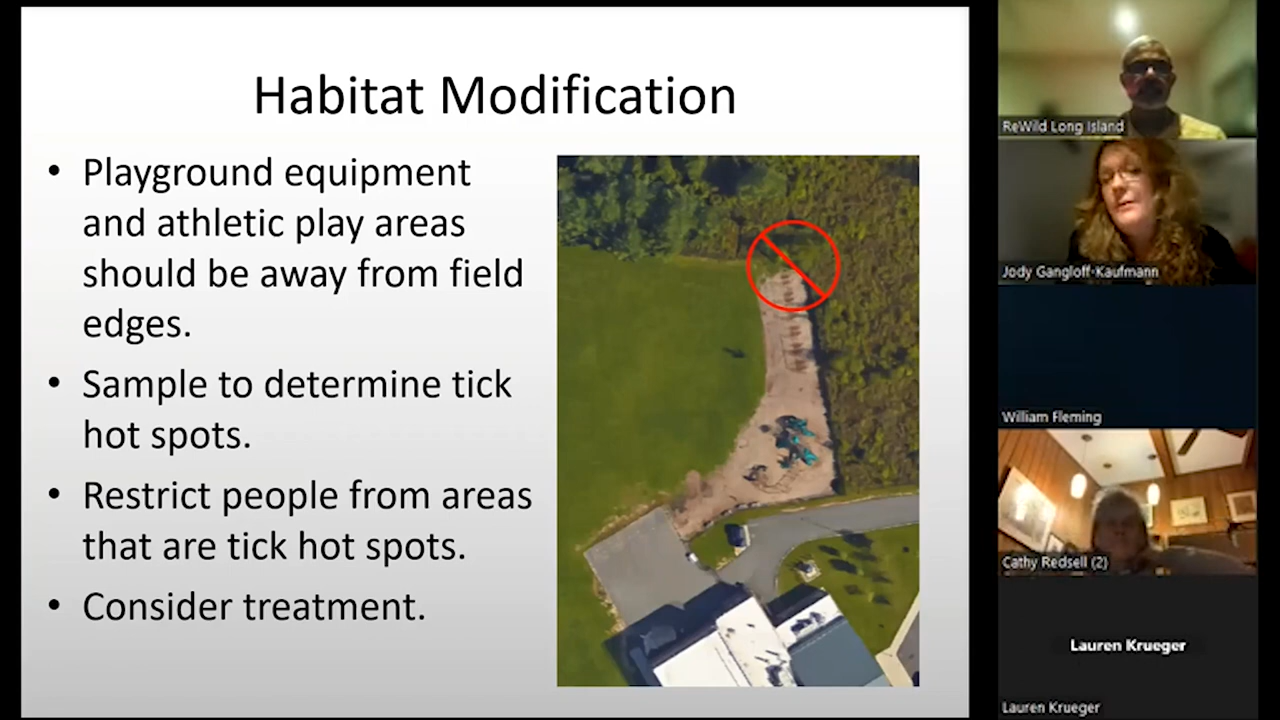 Habitat Modification
• Playground equipment
and athletic play areas
should be away from field
edges.
• Sample to determine tick
hot spots.
• Restrict people from areas
that are tick hot spots.
• Consider treatment.
ReWild Long Island
Jody Gangloff-Kaufmann
William Fleming
Cathy Redsell (2)
Lauren Krueger
Lauren Krueger